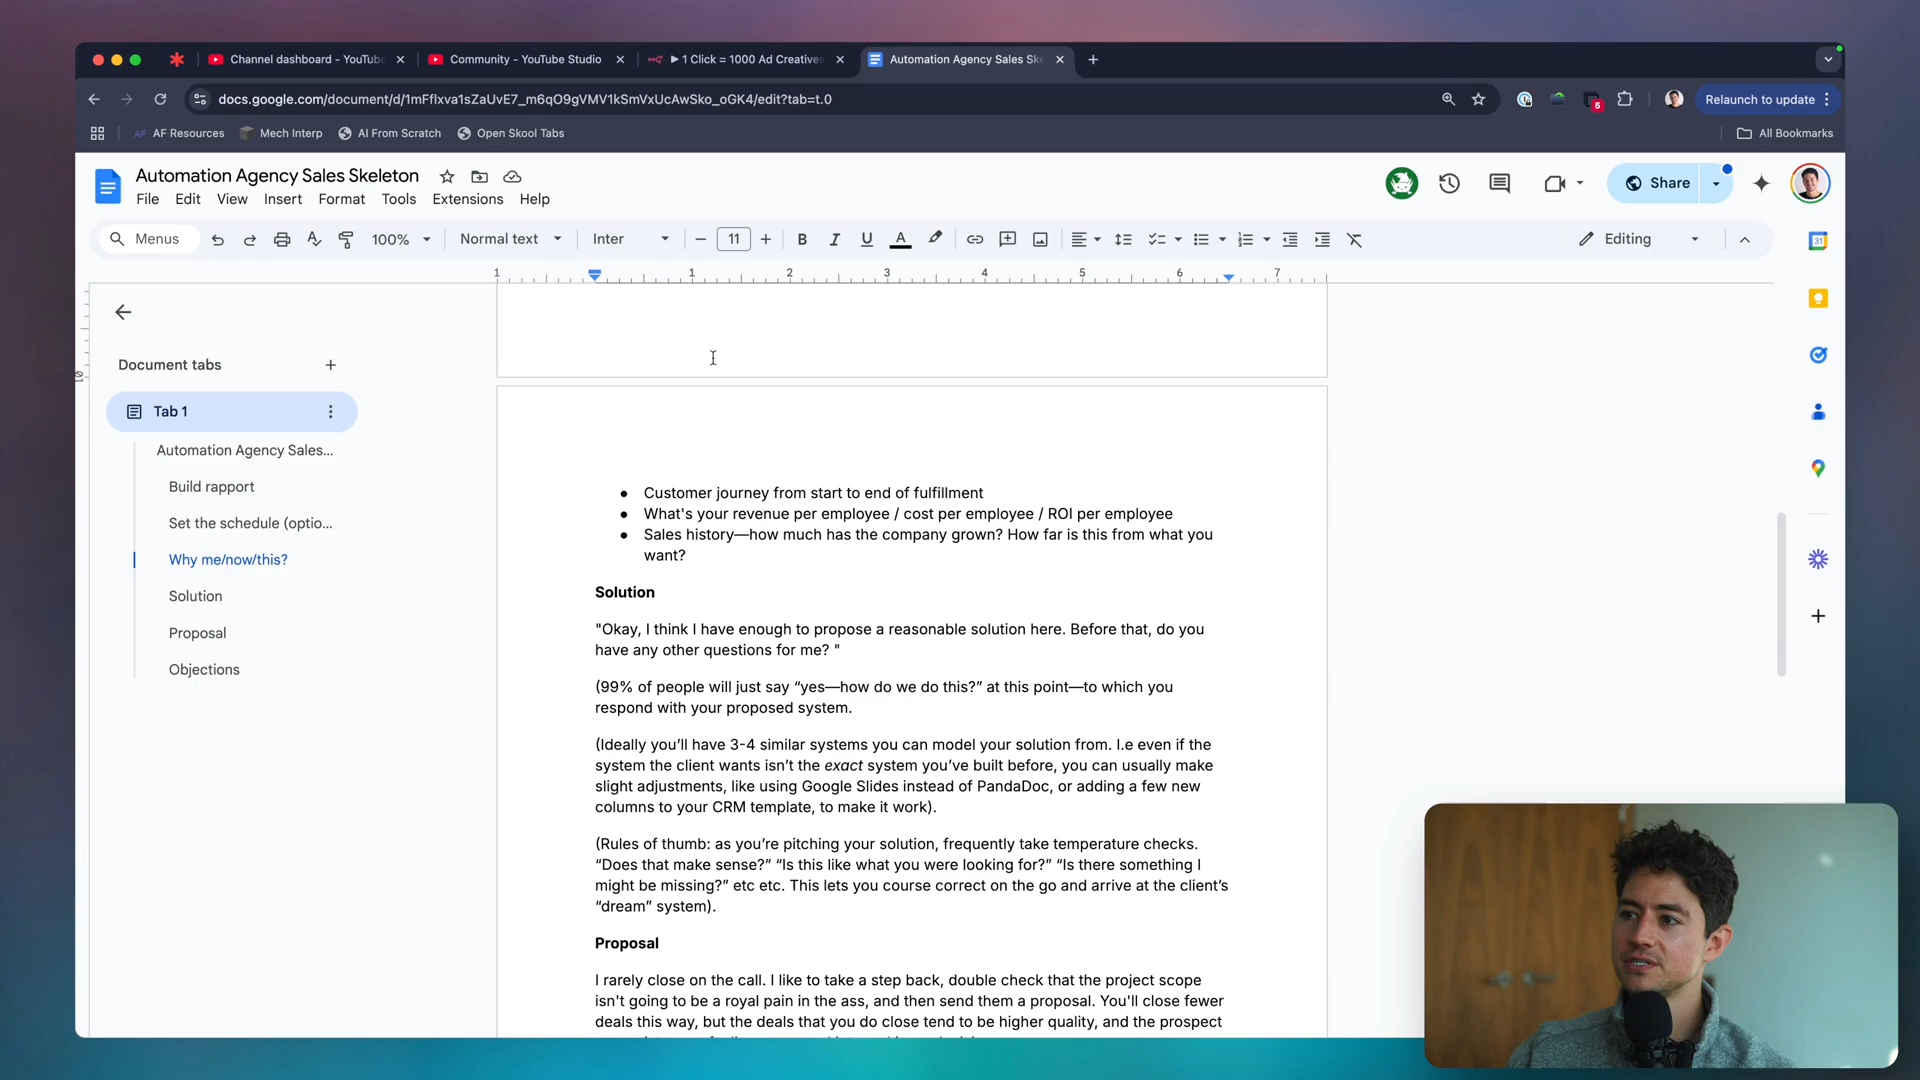 Channel dashboard - YouTube
Community - YouTube Studio
1 Click = 1000 Ad Creatives
Automation Agency Sales Ske
docs.google.com/document/d/1mFflxva1sZaUvE7_m6qO9gVMV1kSmVxUcAwSko_oGK4/edit?tab=t.0
5
Relaunch to update
AF AF Resources
Mech Interp
AI From Scratch
Open Skool Tabs
All Bookmarks
Automation Agency Sales Skeleton
File Edit View Insert Format Tools Extensions Help
Share
Menus
100%
Normal text
Inter
11
Editing
31
1 1 2 3 4 5 6 7
Document tabs
Tab 1
Automation Agency Sales...
Build rapport
Set the schedule (optio...
Why me/now/this?
Solution
Proposal
Objections
● Customer journey from start to end of fulfillment
● What's your revenue per employee / cost per employee / ROI per employee
● Sales history—how much has the company grown? How far is this from what you
want?
Solution
"Okay, I think I have enough to propose a reasonable solution here. Before that, do you
have any other questions for me? "
(99% of people will just say “yes—how do we do this?” at this point—to which you
respond with your proposed system.
(Ideally you’ll have 3-4 similar systems you can model your solution from. I.e even if the
system the client wants isn’t the exact system you’ve built before, you can usually make
slight adjustments, like using Google Slides instead of PandaDoc, or adding a few new
columns to your CRM template, to make it work).
(Rules of thumb: as you’re pitching your solution, frequently take temperature checks.
“Does that make sense?” “Is this like what you were looking for?” “Is there something I
might be missing?” etc etc. This lets you course correct on the go and arrive at the client’s
“dream” system).
Proposal
I rarely close on the call. I like to take a step back, double check that the project scope
isn't going to be a royal pain in the ass, and then send them a proposal. You'll close fewer
deals this way, but the deals that you do close tend to be higher quality, and the prospect